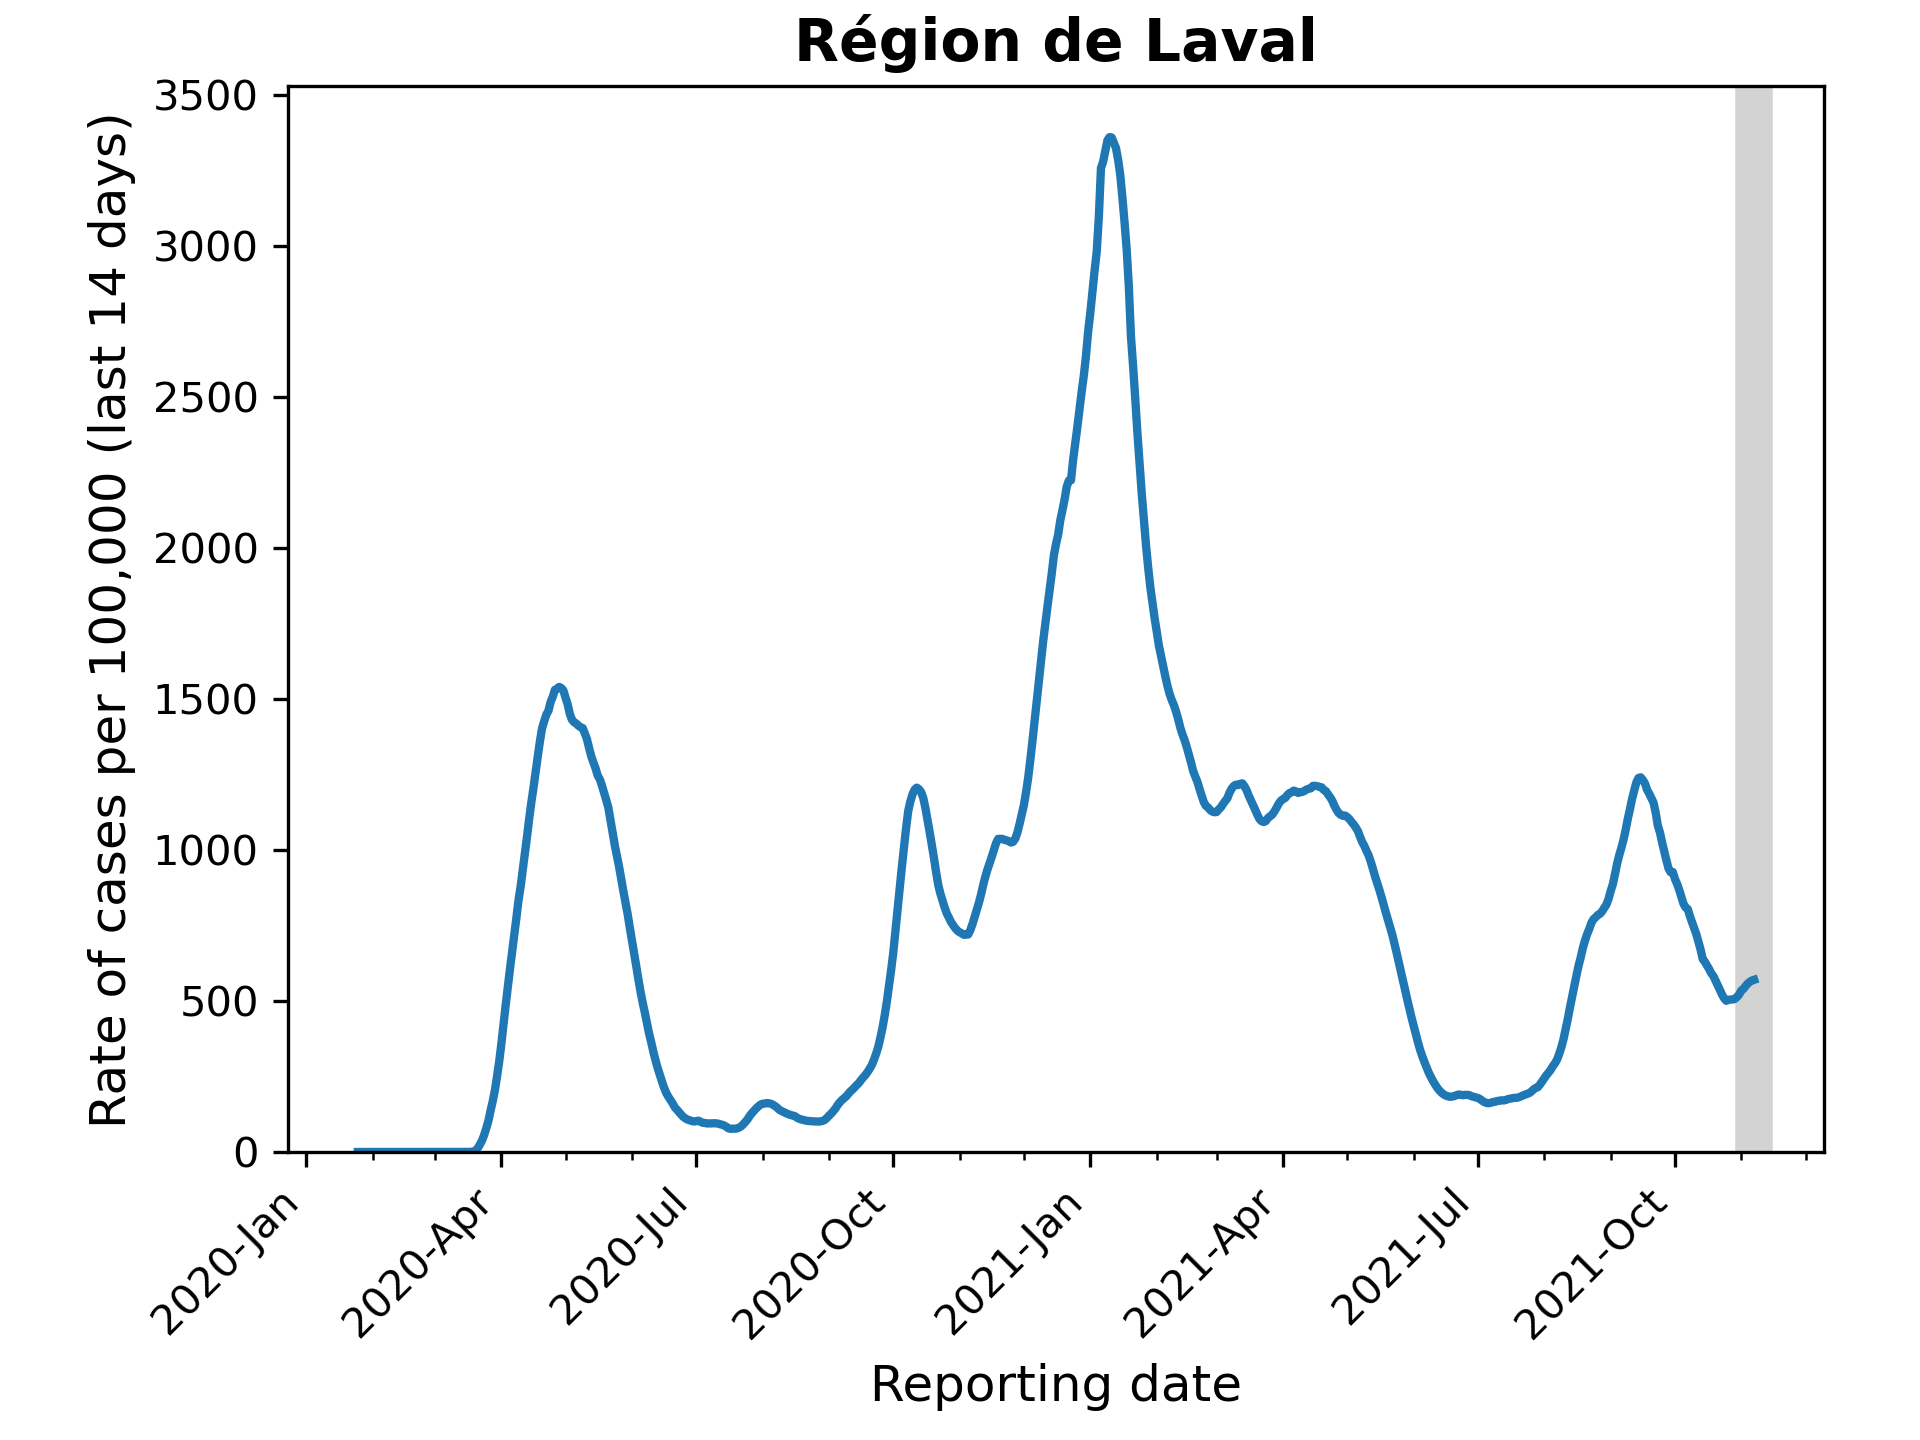 Région de Laval
Rate of cases per 100,000 (last 14 days)
3500
3000
2500
2000
1500
1000
500
0
2020-Jan
2020-Apr
2020-Jul
2020-Oct
2021-Jan
2021-Apr
2021-Jul
2021-Oct
Reporting date